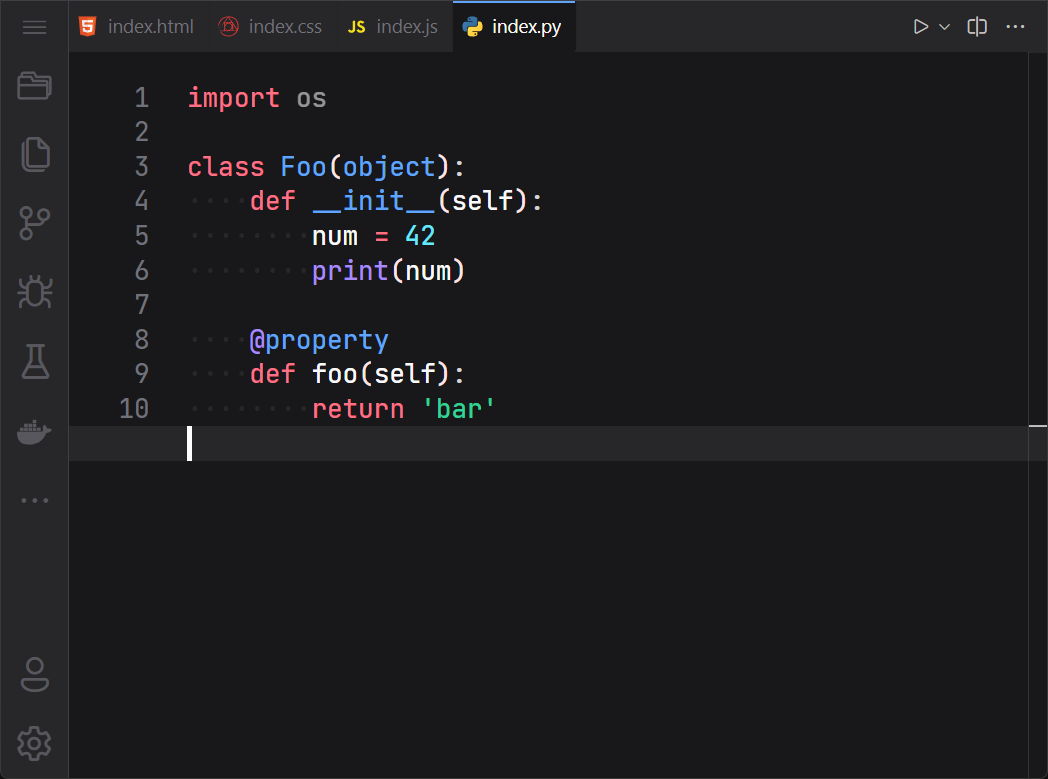 index.html index.css JS index.js index.py
1 import os
2
3 class Foo(object):
4     def __init__(self):
5         num = 42
6         print(num)
7
8     @property
9     def foo(self):
10         return 'bar'